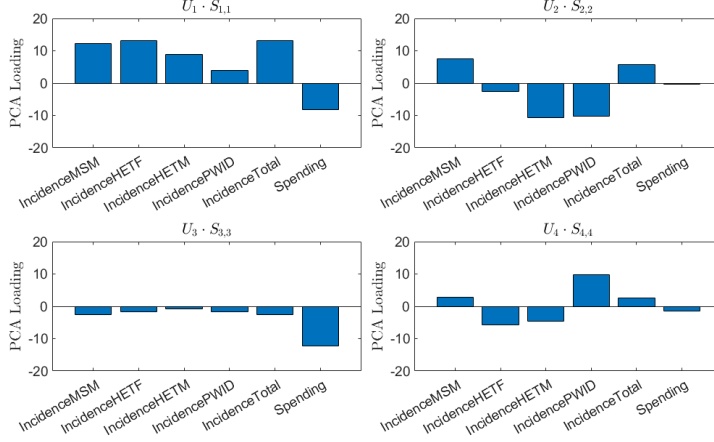 U₁ · S₁,₁
20
10
0
-10
-20
PCA Loading
IncidenceMSM
IncidenceHETF
IncidenceHETM
IncidencePWID
IncidenceTotal
Spending
U₂ · S₂,₂
20
10
0
-10
-20
PCA Loading
IncidenceMSM
IncidenceHETF
IncidenceHETM
IncidencePWID
IncidenceTotal
Spending
U₃ · S₃,₃
20
10
0
-10
-20
PCA Loading
IncidenceMSM
IncidenceHETF
IncidenceHETM
IncidencePWID
IncidenceTotal
Spending
U₄ · S₄,₄
20
10
0
-10
-20
PCA Loading
IncidenceMSM
IncidenceHETF
IncidenceHETM
IncidencePWID
IncidenceTotal
Spending